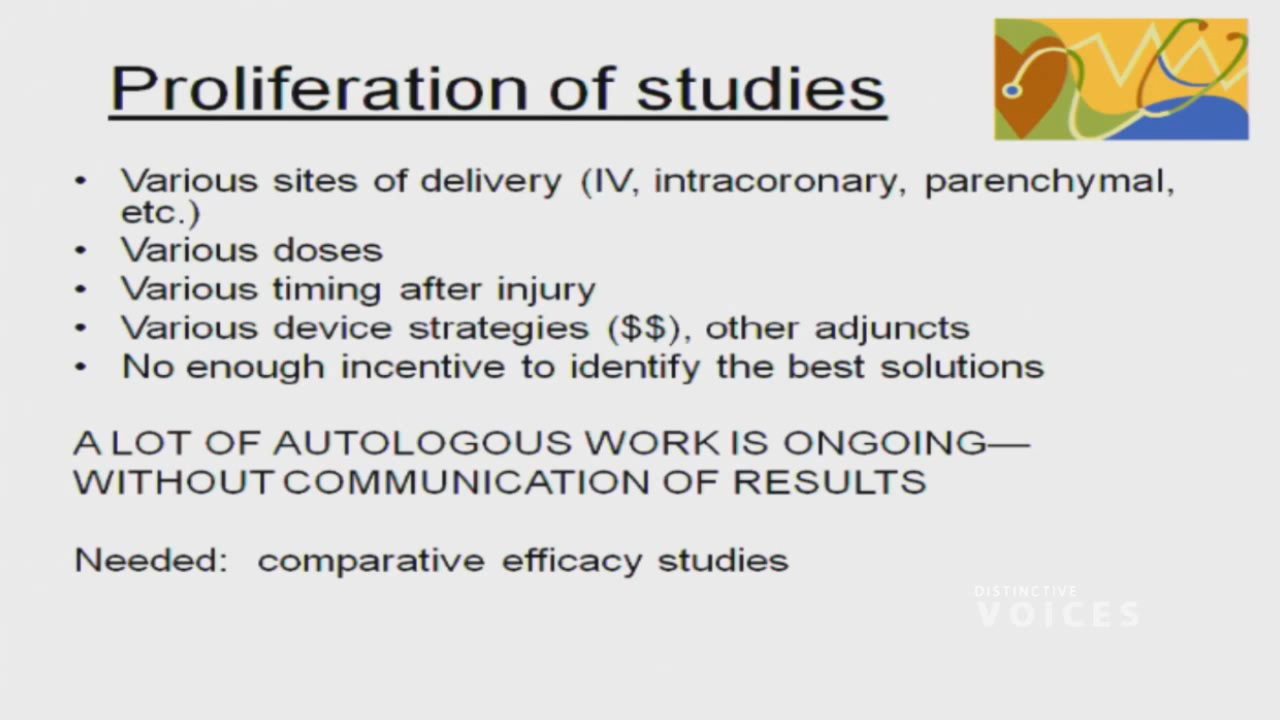 Proliferation of studies
• Various sites of delivery (IV, intracoronary, parenchymal,
etc.)
• Various doses
• Various timing after injury
• Various device strategies ($$), other adjuncts
• No enough incentive to identify the best solutions
A LOT OF AUTOLOGOUS WORK IS ONGOING—
WITHOUT COMMUNICATION OF RESULTS
Needed: comparative efficacy studies
DISTINCTIVE
VOICES